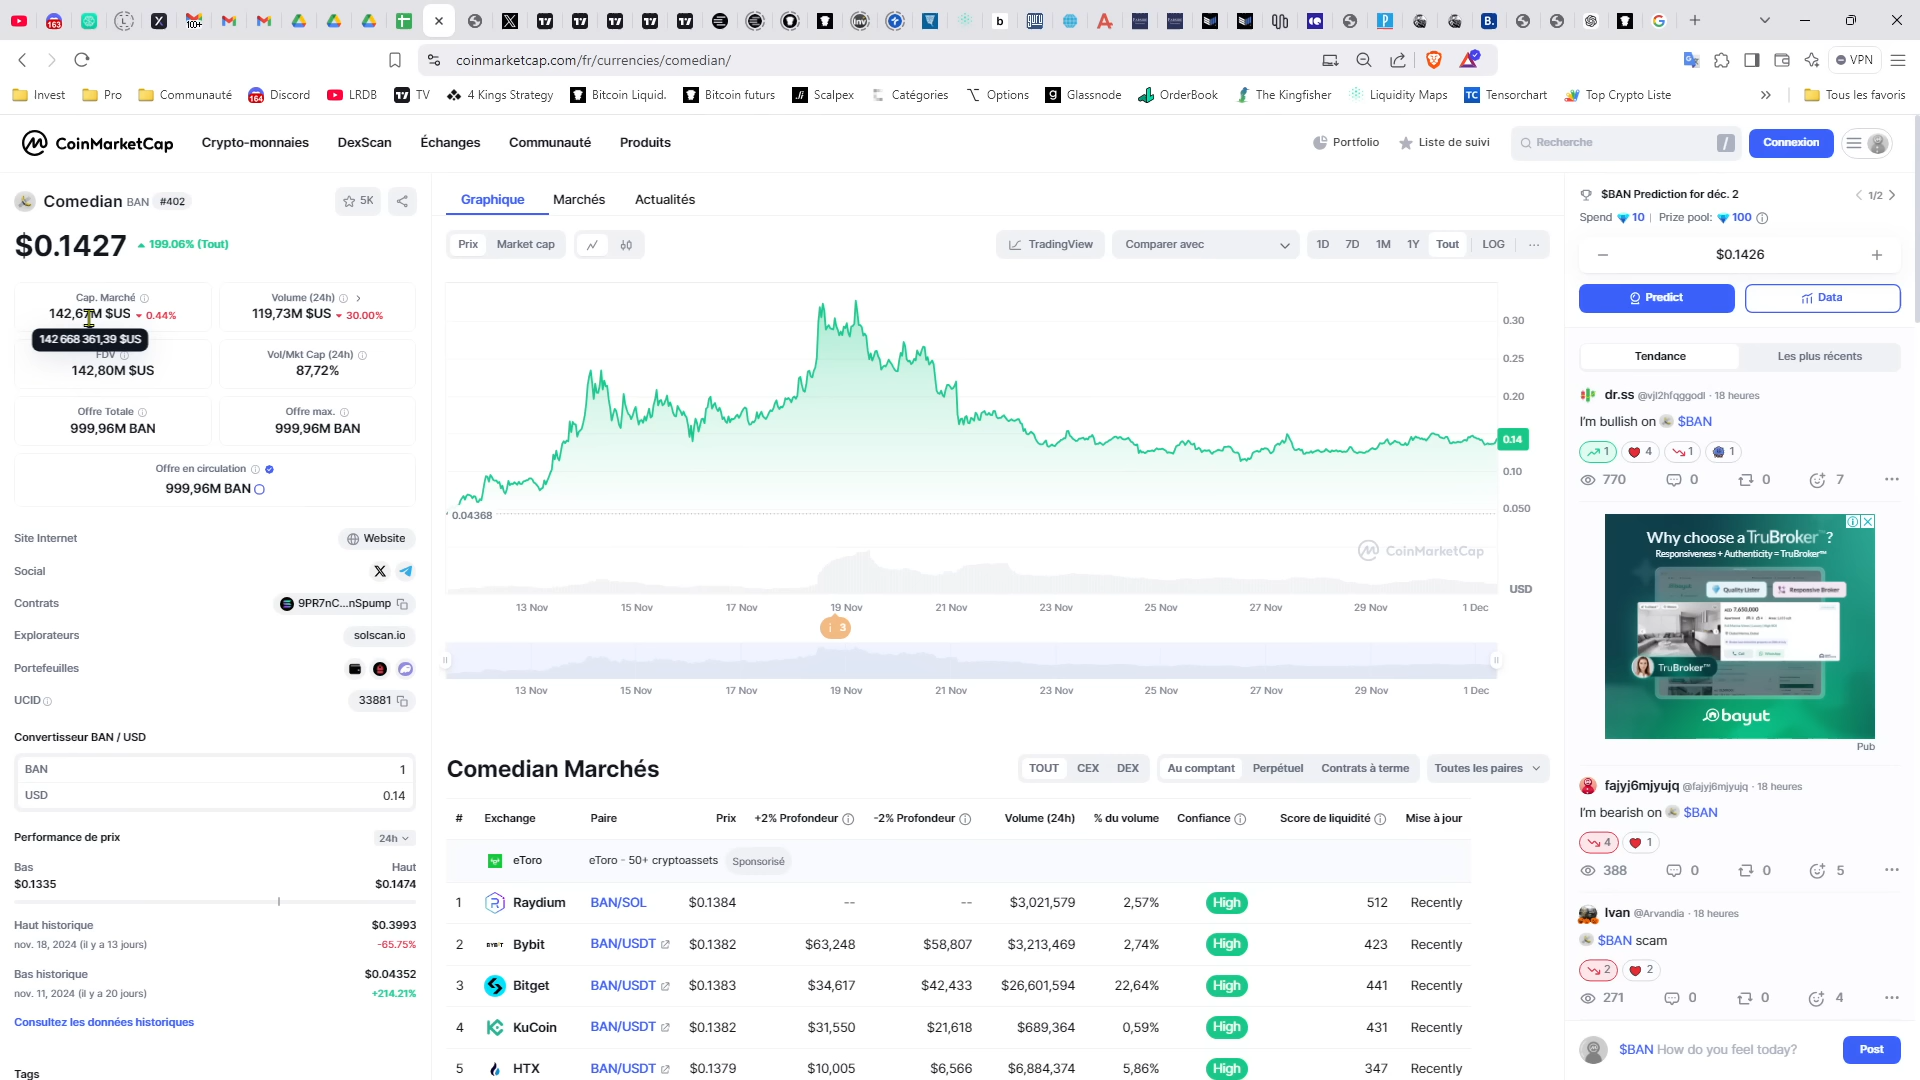 163
100+
coinmarketcap.com/fr/currencies/comedian/
VPN
Invest
Pro
Communauté
164
Discord
LRDB
TV
4 Kings Strategy
Bitcoin Liquid.
Bitcoin futurs
Scalpex
Catégories
Options
Glassnode
OrderBook
The Kingfisher
Liquidity Maps
TC
Tensorchart
Top Crypto Liste
Tous les favoris
CoinMarketCap
Crypto-monnaies
DexScan
Échanges
Communauté
Produits
Portfolio
Liste de suivi
Recherche
/
Connexion
Comedian BAN #402
5K
$0.1427
199.06% (Tout)
Cap. Marché
142,67M $US 0.44%
142 668 361,39 $US
Volume (24h)
119,73M $US 30.00%
FDV
142,80M $US
Vol/Mkt Cap (24h)
87,72%
Offre Totale
999,96M BAN
Offre max.
999,96M BAN
Offre en circulation
999,96M BAN
Site Internet
Website
Social
Contrats
9PR7nC...nSpump
Explorateurs
solscan.io
Portefeuilles
UCID
33881
Convertisseur BAN / USD
BAN
1
USD
0.14
Performance de prix
24h
Bas
Haut
$0.1335
$0.1474
Haut historique
$0.3993
nov. 18, 2024 (il y a 13 jours)
-65.75%
Bas historique
$0.04352
nov. 11, 2024 (il y a 20 jours)
+214.21%
Consultez les données historiques
Tags
Graphique
Marchés
Actualités
Prix
Market cap
TradingView
Comparer avec
1D
7D
1M
1Y
Tout
LOG
...
0.30
0.25
0.20
0.14
0.10
0.050
0.04368
CoinMarketCap
USD
13 Nov
15 Nov
17 Nov
19 Nov
21 Nov
23 Nov
25 Nov
27 Nov
29 Nov
1 Dec
3
13 Nov
15 Nov
17 Nov
19 Nov
21 Nov
23 Nov
25 Nov
27 Nov
29 Nov
1 Dec
Comedian Marchés
TOUT
CEX
DEX
Au comptant
Perpétuel
Contrats à terme
Toutes les paires
# Exchange Paire Prix +2% Profondeur -2% Profondeur Volume (24h) % du volume Confiance Score de liquidité Mise à jour
eToro eToro - 50+ cryptoassets Sponsorisé
1 Raydium BAN/SOL $0.1384 -- -- $3,021,579 2,57% High 512 Recently
2 Bybit BAN/USDT $0.1382 $63,248 $58,807 $3,213,469 2,74% High 423 Recently
3 Bitget BAN/USDT $0.1383 $34,617 $42,433 $26,601,594 22,64% High 441 Recently
4 KuCoin BAN/USDT $0.1382 $31,550 $21,618 $689,364 0,59% High 431 Recently
5 HTX BAN/USDT $0.1379 $10,005 $6,566 $6,884,374 5,86% High 347 Recently
$BAN Prediction for déc. 2
1/2
Spend 10 | Prize pool: 100
$0.1426
Predict
Data
Tendance
Les plus récents
dr.ss @vjl2hfqggodl · 18 heures
I'm bullish on $BAN
1
4
1
1
770
0
0
7
Why choose a TruBroker™?
Responsiveness + Authenticity = TruBroker™
Quality Lister
Responsive Broker
TruBroker™
bayut
Pub
fajyj6mjyujq @fajyj6mjyujq · 18 heures
I'm bearish on $BAN
4
1
388
0
0
5
Ivan @Arvandia · 18 heures
$BAN scam
2
2
271
0
0
4
$BAN How do you feel today?
Post